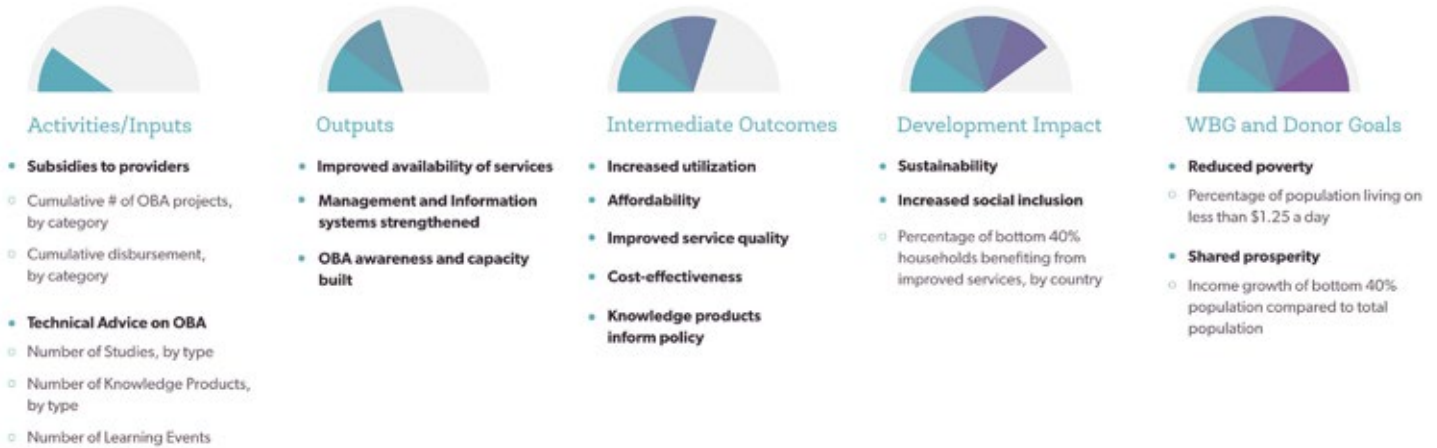 Activities/Inputs
Subsidies to providers
Cumulative # of OBA projects,
by category
Cumulative disbursement,
by category
Technical Advice on OBA
Number of Studies, by type
Number of Knowledge Products,
by type
Number of Learning Events
Outputs
Improved availability of services
Management and Information
systems strengthened
OBA awareness and capacity
built
Intermediate Outcomes
Increased utilization
Affordability
Improved service quality
Cost-effectiveness
Knowledge products
inform policy
Development Impact
Sustainability
Increased social inclusion
Percentage of bottom 40%
households benefiting from
improved services, by country
WBG and Donor Goals
Reduced poverty
Percentage of population living on
less than $1.25 a day
Shared prosperity
Income growth of bottom 40%
population compared to total
population